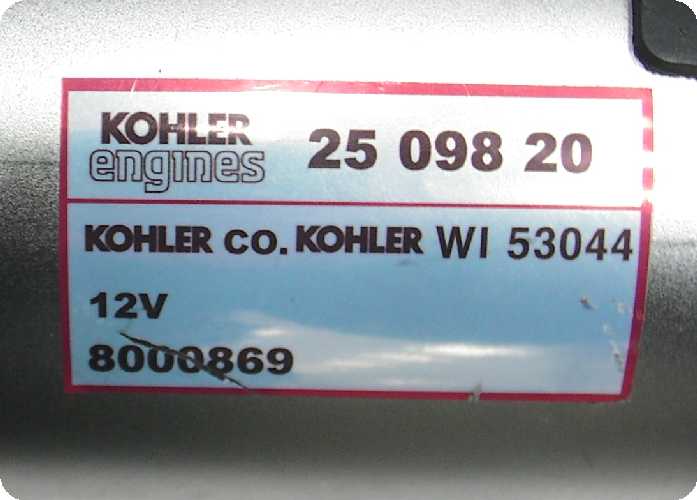 KOHLER
engines
25 098 20
KOHLER CO. KOHLER WI 53044
12V
8000869